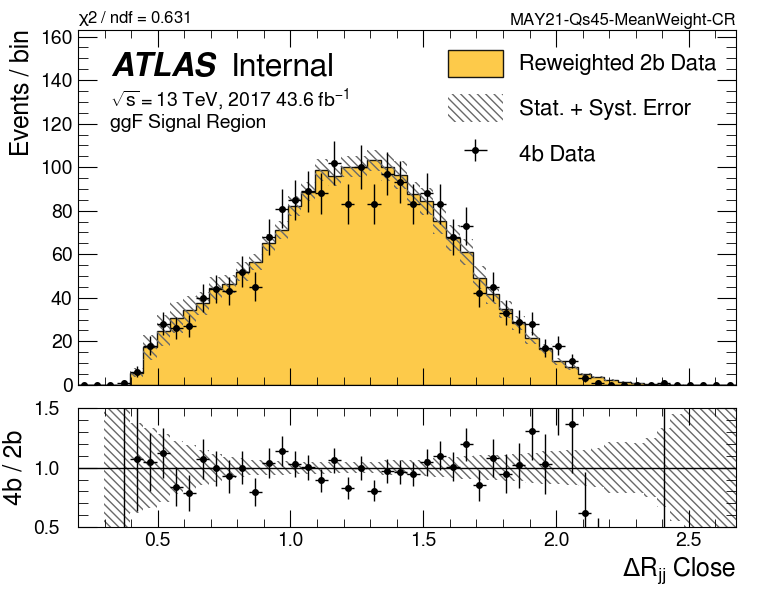 χ2 / ndf = 0.631
MAY21-Qs45-MeanWeight-CR
Events / bin
160
140
120
100
80
60
40
20
0
ATLAS Internal
√s = 13 TeV, 2017 43.6 fb⁻¹
ggF Signal Region
Reweighted 2b Data
Stat. + Syst. Error
4b Data
4b / 2b
1.5
1.0
0.5
0.5 1.0 1.5 2.0 2.5
ΔRjj Close